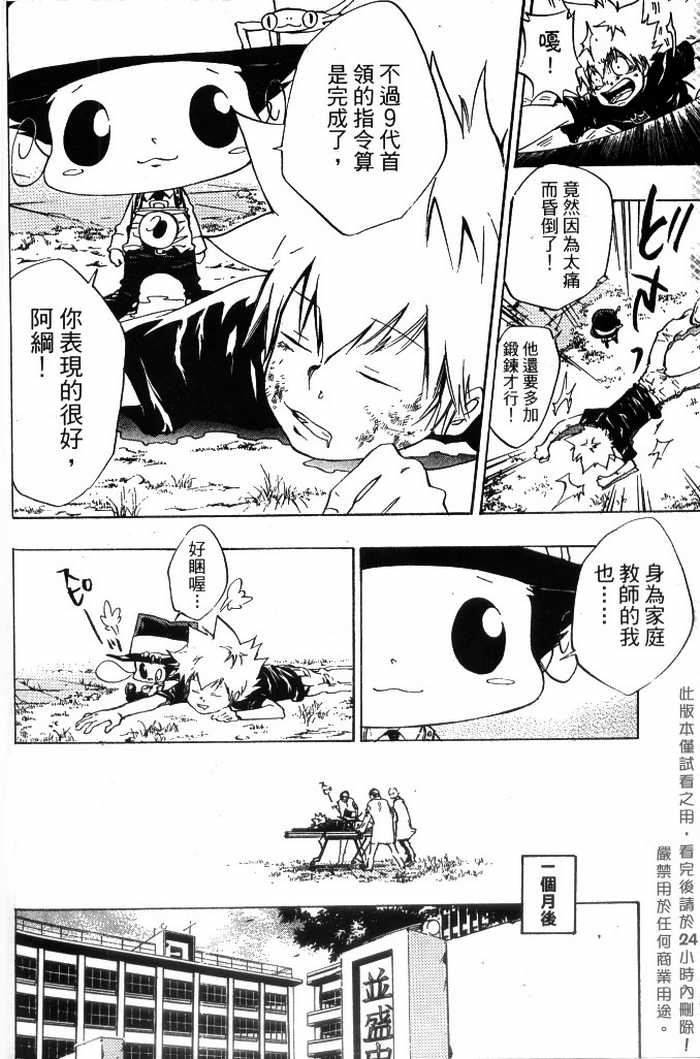 嘎！
竟然因為太痛
而昏倒了！
他還要多加
鍛鍊才行！
不過9代首
領的指令算
是完成了，
你表現的很好，
阿綱！
身為家庭
教師的我
也……
好睏喔…
一個月後
並盛中
此版本僅試看之用，看完後請於24小時內刪除！
嚴禁用於任何商業用途。